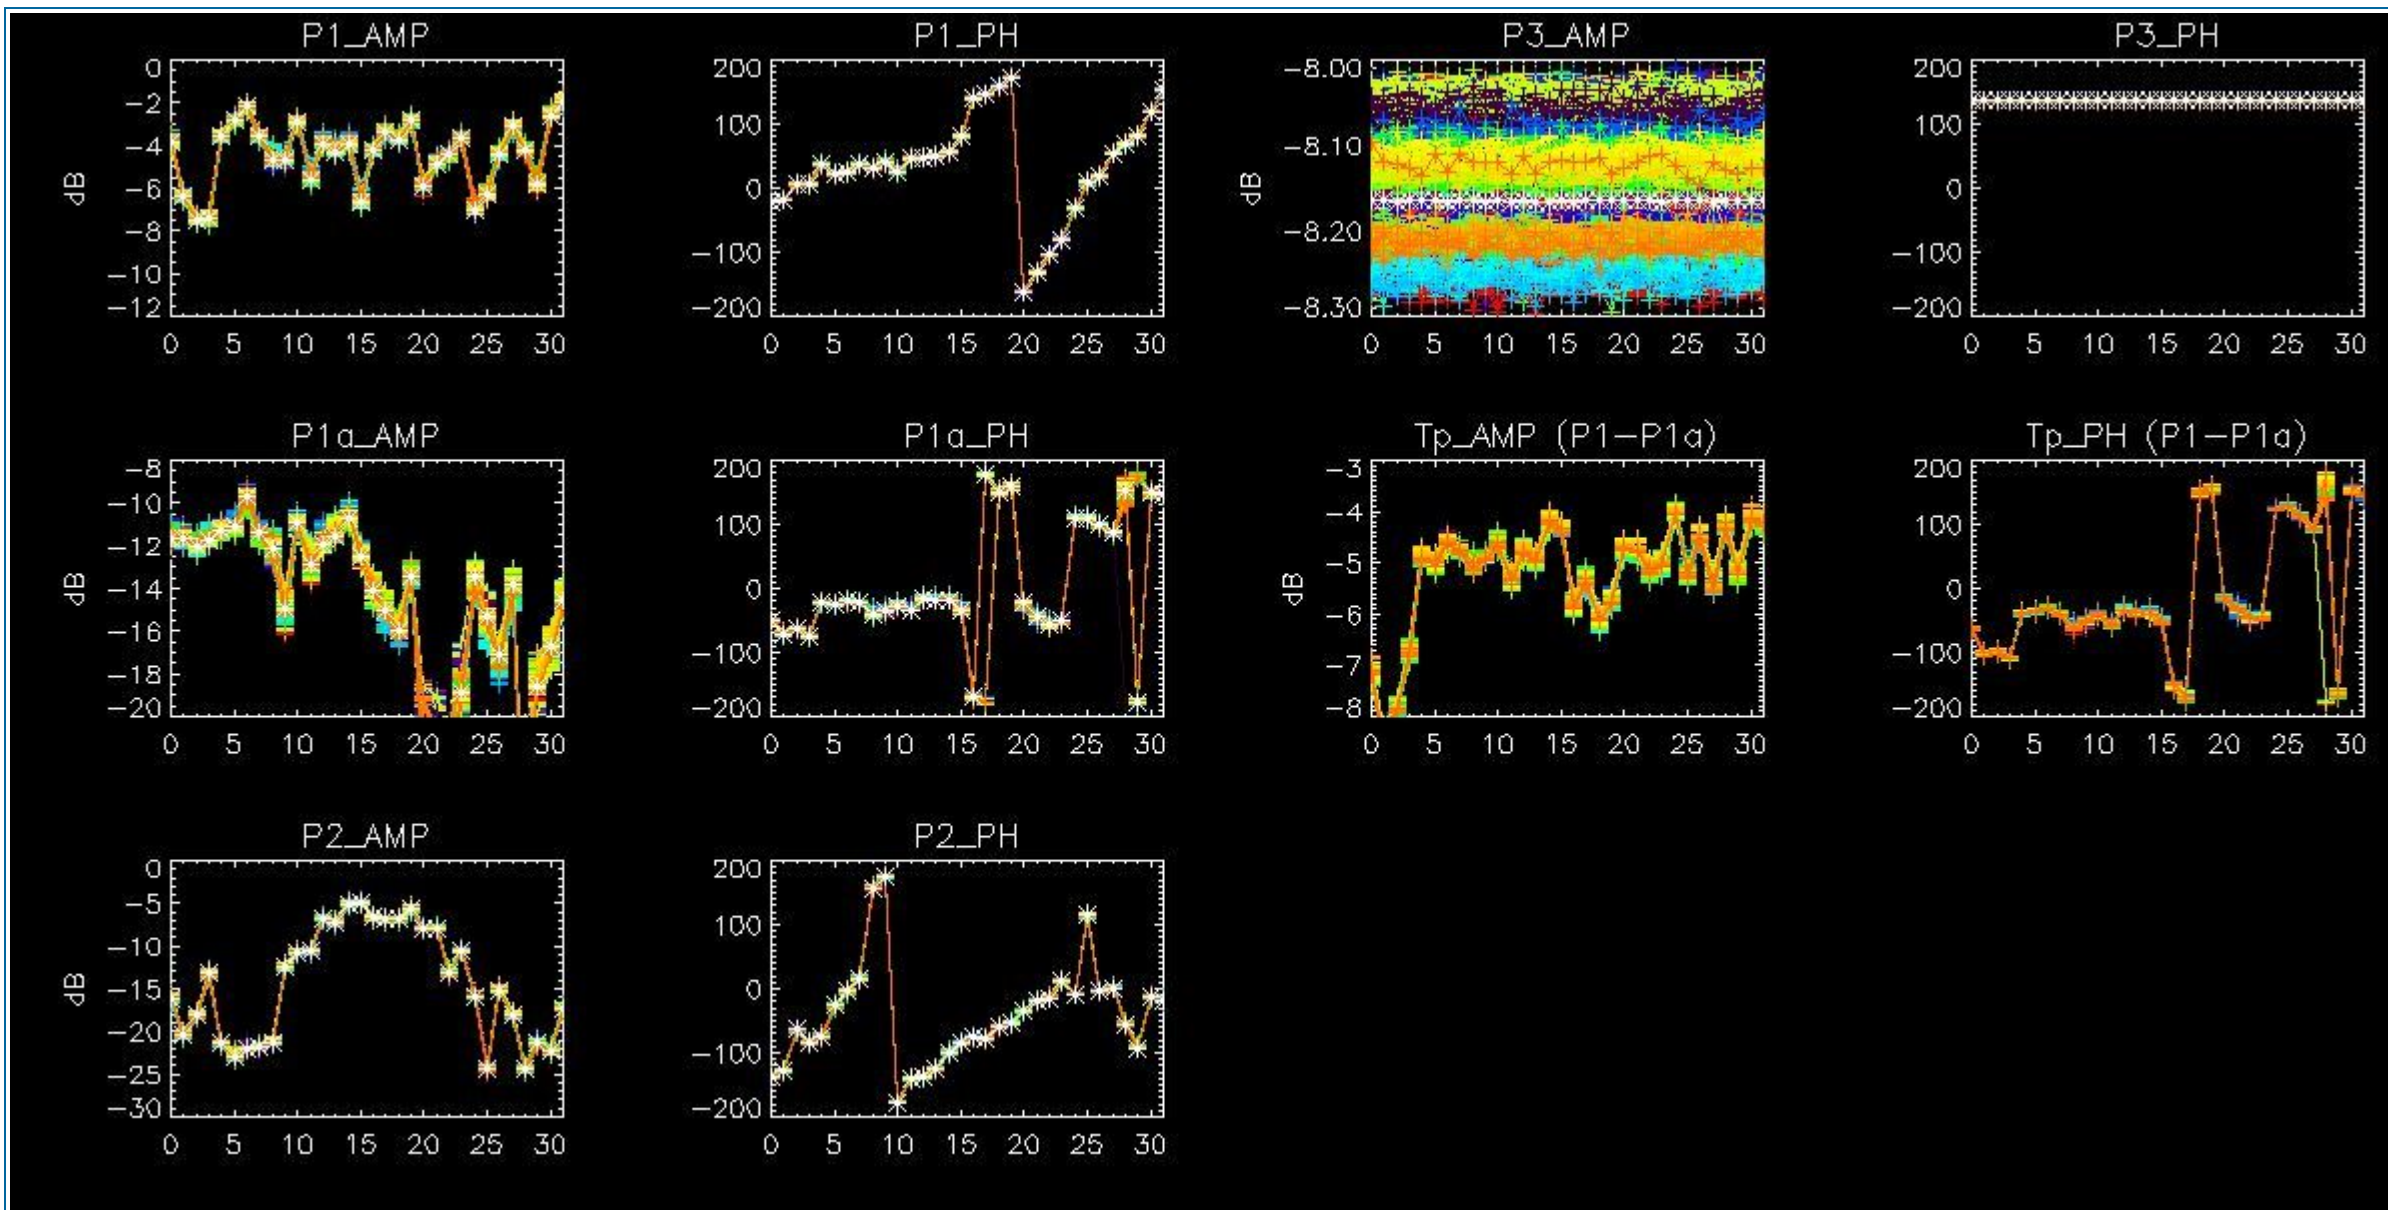 P1_AMP
0
−2
−4
−6
−8
−10
−12
dB
0 5 10 15 20 25 30
P1_PH
200
100
0
−100
−200
0 5 10 15 20 25 30
P3_AMP
−8.00
−8.10
−8.20
−8.30
dB
0 5 10 15 20 25 30
P3_PH
200
100
0
−100
−200
0 5 10 15 20 25 30
P1a_AMP
−8
−10
−12
−14
−16
−18
−20
dB
0 5 10 15 20 25 30
P1a_PH
200
100
0
−100
−200
0 5 10 15 20 25 30
Tp_AMP (P1−P1a)
−3
−4
−5
−6
−7
−8
dB
0 5 10 15 20 25 30
Tp_PH (P1−P1a)
200
100
0
−100
−200
0 5 10 15 20 25 30
P2_AMP
0
−5
−10
−15
−20
−25
−30
dB
0 5 10 15 20 25 30
P2_PH
200
100
0
−100
−200
0 5 10 15 20 25 30